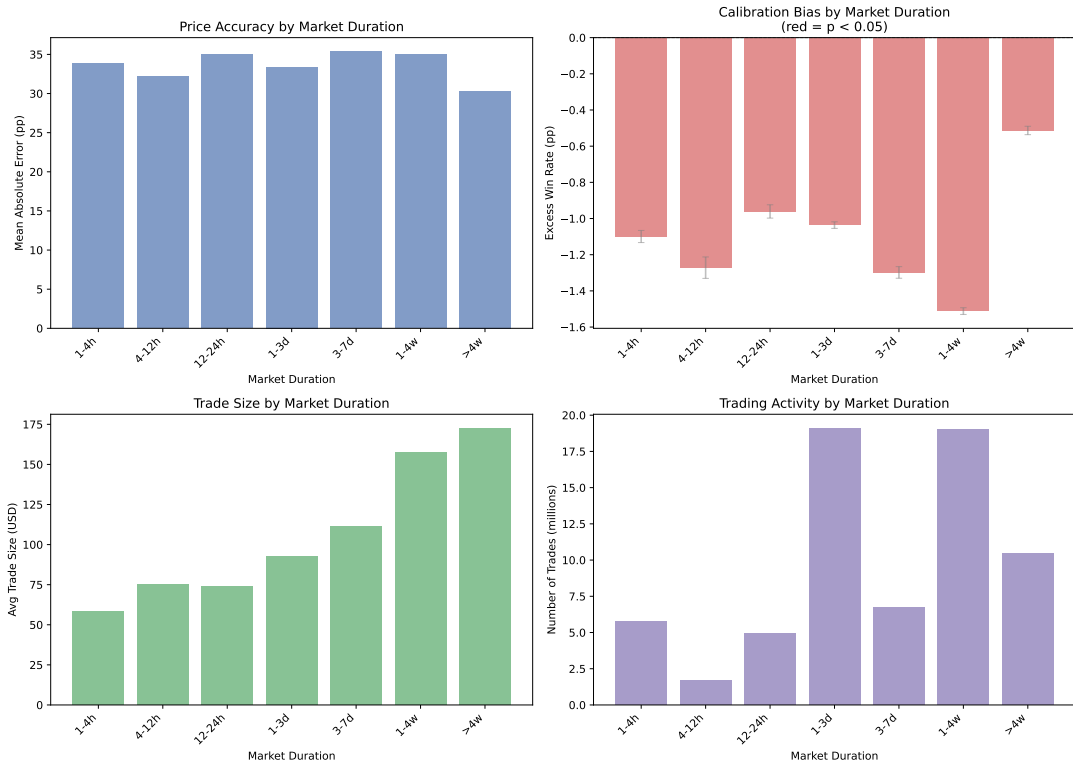 Price Accuracy by Market Duration
Mean Absolute Error (pp)
35
30
25
20
15
10
5
0
1-4h
4-12h
12-24h
1-3d
3-7d
1-4w
>4w
Market Duration
Calibration Bias by Market Duration
(red = p < 0.05)
Excess Win Rate (pp)
0.0
−0.2
−0.4
−0.6
−0.8
−1.0
−1.2
−1.4
−1.6
1-4h
4-12h
12-24h
1-3d
3-7d
1-4w
>4w
Market Duration
Trade Size by Market Duration
Avg Trade Size (USD)
175
150
125
100
75
50
25
0
1-4h
4-12h
12-24h
1-3d
3-7d
1-4w
>4w
Market Duration
Trading Activity by Market Duration
Number of Trades (millions)
20.0
17.5
15.0
12.5
10.0
7.5
5.0
2.5
0.0
1-4h
4-12h
12-24h
1-3d
3-7d
1-4w
>4w
Market Duration